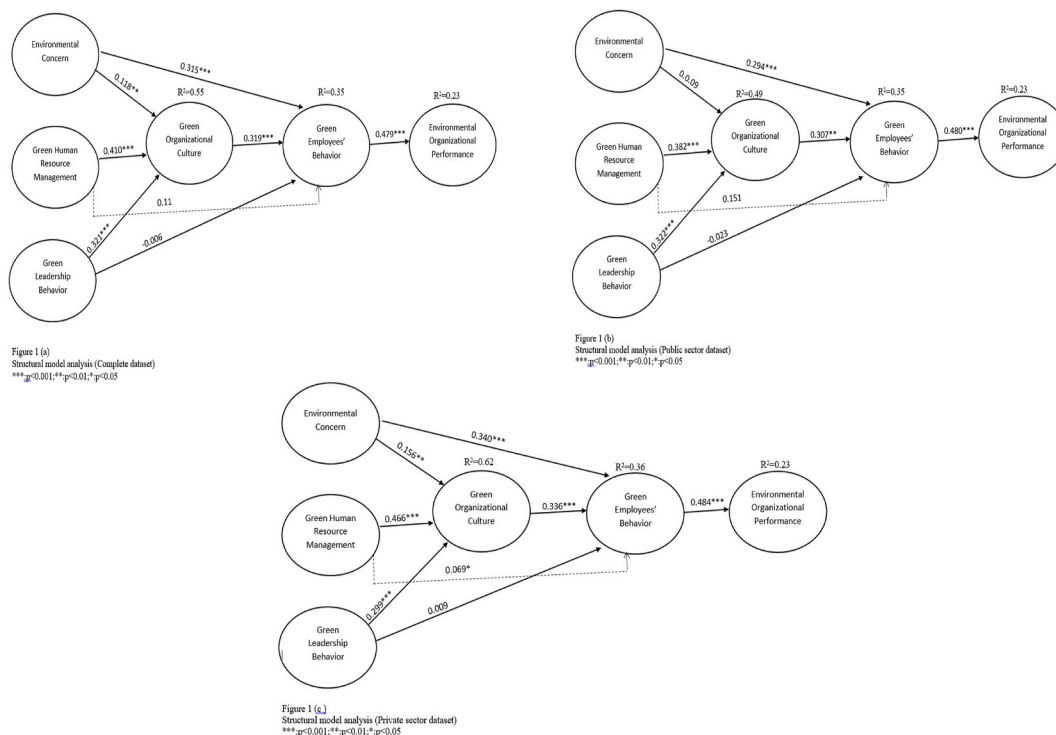 Environmental
Concern
0.315***
0.118**
R²=0.55
R²=0.35
R²=0.23
Green
Organizational
Culture
Green
Employees'
Behavior
Environmental
Organizational
Performance
Green Human
Resource
Management
0.410***
0.319***
0.479***
0.11
0.321***
-0.006
Green
Leadership
Behavior
Figure 1 (a)
Structural model analysis (Complete dataset)
***:p<0.001;**:p<0.01;*:p<0.05
Environmental
Concern
0.294***
0.0.09
R²=0.49
R²=0.35
R²=0.23
Green
Organizational
Culture
Green
Employees'
Behavior
Environmental
Organizational
Performance
Green Human
Resource
Management
0.382***
0.307**
0.480***
0.151
0.322***
-0.023
Green
Leadership
Behavior
Figure 1 (b)
Structural model analysis (Public sector dataset)
***:p<0.001;**:p<0.01;*:p<0.05
Environmental
Concern
0.340***
0.156**
R²=0.62
R²=0.36
R²=0.23
Green
Organizational
Culture
Green
Employees'
Behavior
Environmental
Organizational
Performance
Green Human
Resource
Management
0.466***
0.336***
0.484***
0.069*
0.299***
0.009
Green
Leadership
Behavior
Figure 1 (c )
Structural model analysis (Private sector dataset)
***:p<0.001;**:p<0.01;*:p<0.05